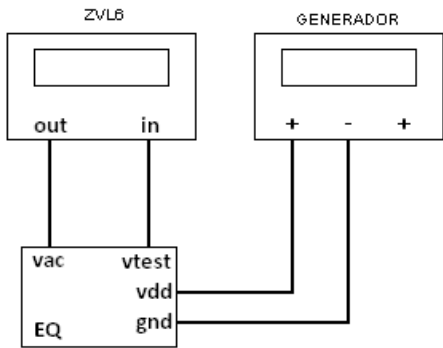 ZVL6
GENERADOR
out in
+ - +
vac vtest
vdd
EQ gnd